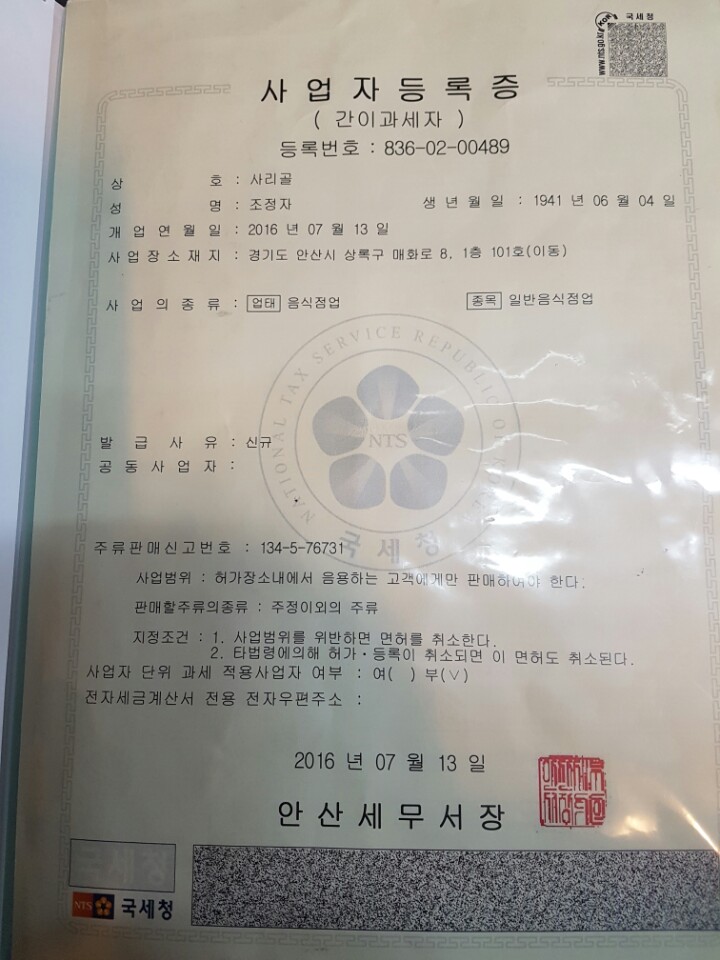 국세청
www.nts.go.kr
사업자등록증
( 간이과세자 )
등록번호 : 836-02-00489
상 호 : 사리골
성 명 : 조정자 생 년 월 일 : 1941 년 06 월 04 일
개 업 연 월 일 : 2016 년 07 월 13 일
사 업 장 소 재 지 : 경기도 안산시 상록구 매화로 8, 1층 101호(이동)
사 업 의 종 류 : 업태 음식정업 종목 일반음식정업
NATIONAL TAX SERVICE REPUBLIC OF KOREA
NTS
국세청
발 급 사 유 : 신규
공 동 사 업 자 :
주류판매신고번호 : 134-5-76731
사업범위 : 허가장소내에서 음용하는 고객에게만 판매하여야 한다.
판매할주류의종류 : 주정이외의 주류
지정조건 : 1. 사업범위를 위반하면 면허를 취소한다.
2. 타법령에의해 허가·등록이 취소되면 이 면허도 취소된다.
사업자 단위 과세 적용사업자 여부 : 여( ) 부(∨)
전자세금계산서 전용 전자우편주소 :
2016 년 07 월 13 일
안산세무서장
국세청
NTS 국세청